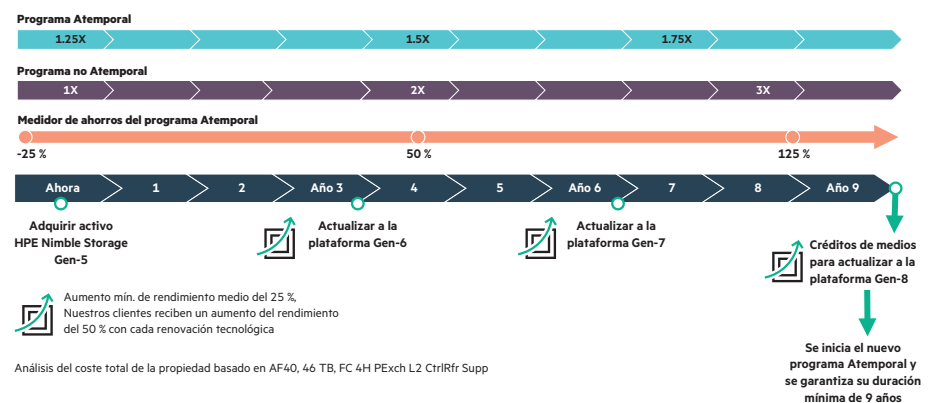 Programa Atemporal
1.25X 1.5X 1.75X
Programa no Atemporal
1X 2X 3X
Medidor de ahorros del programa Atemporal
-25 % 50 % 125 %
Ahora 1 2 Año 3 4 5 Año 6 7 8 Año 9
Adquirir activo
HPE Nimble Storage
Gen-5
Actualizar a la
plataforma Gen-6
Actualizar a la
plataforma Gen-7
Créditos de medios
para actualizar a la
plataforma Gen-8
Aumento mín. de rendimiento medio del 25 %,
Nuestros clientes reciben un aumento del rendimiento
del 50 % con cada renovación tecnológica
Se inicia el nuevo
programa Atemporal y
se garantiza su duración
mínima de 9 años
Análisis del coste total de la propiedad basado en AF40, 46 TB, FC 4H PExch L2 CtrlRfr Supp